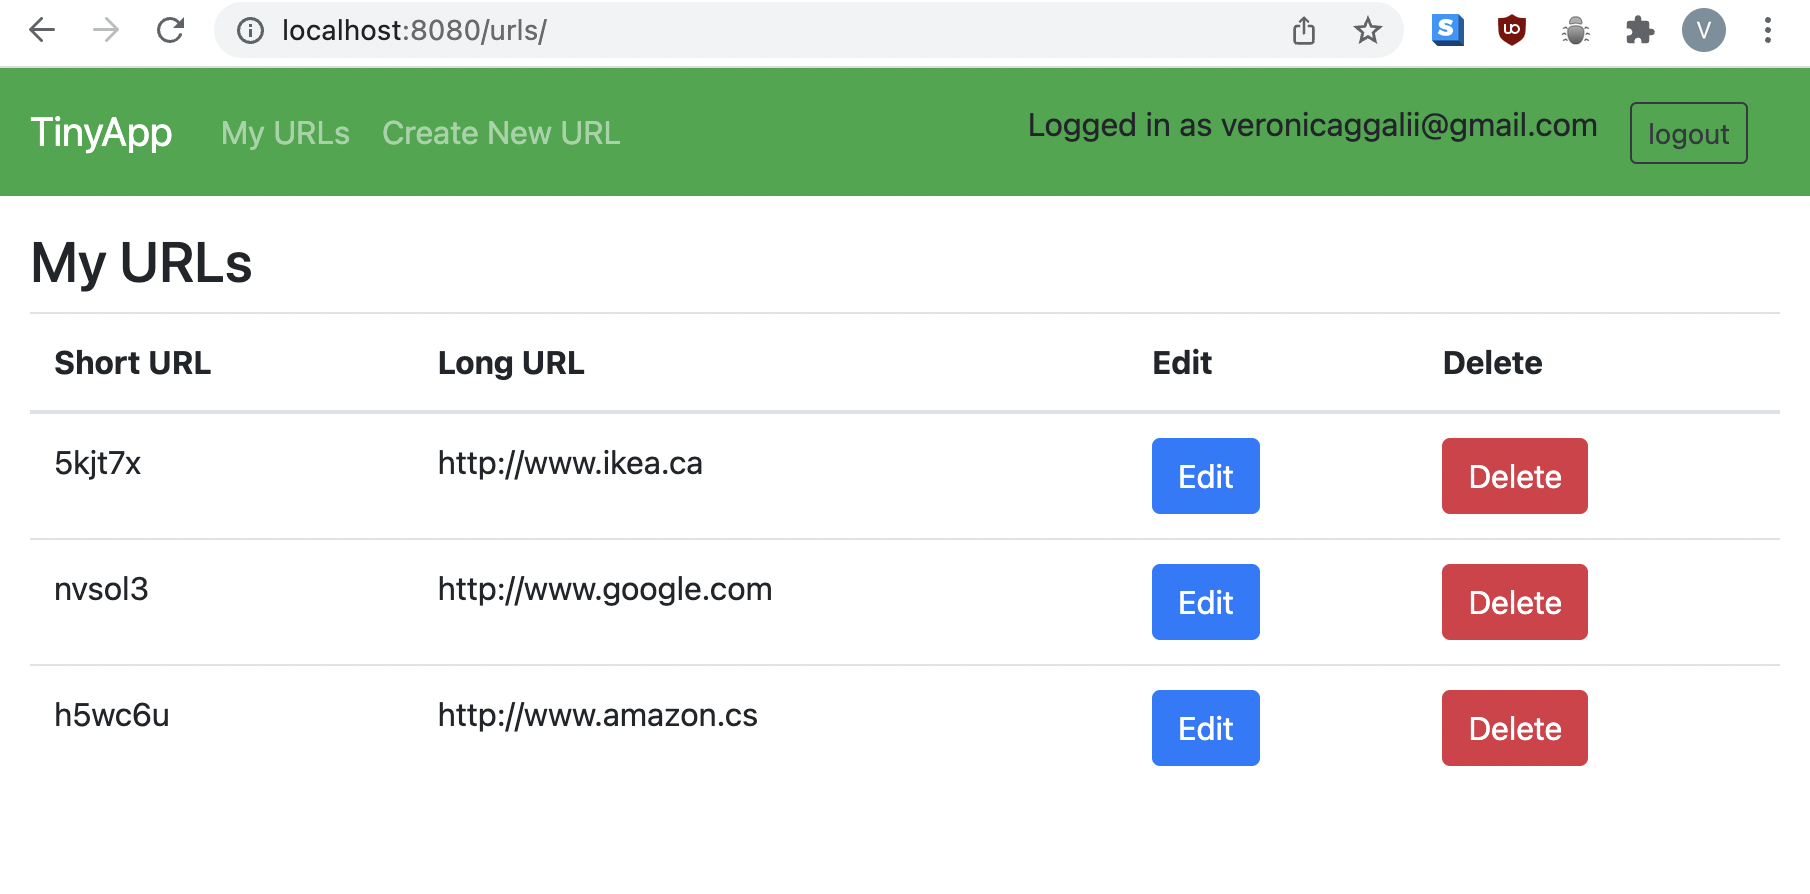 localhost:8080/urls/
S
uo
V
TinyApp My URLs Create New URL Logged in as veronicaggalii@gmail.com logout
My URLs
Short URL Long URL Edit Delete
5kjt7x http://www.ikea.ca Edit Delete
nvsol3 http://www.google.com Edit Delete
h5wc6u http://www.amazon.cs Edit Delete